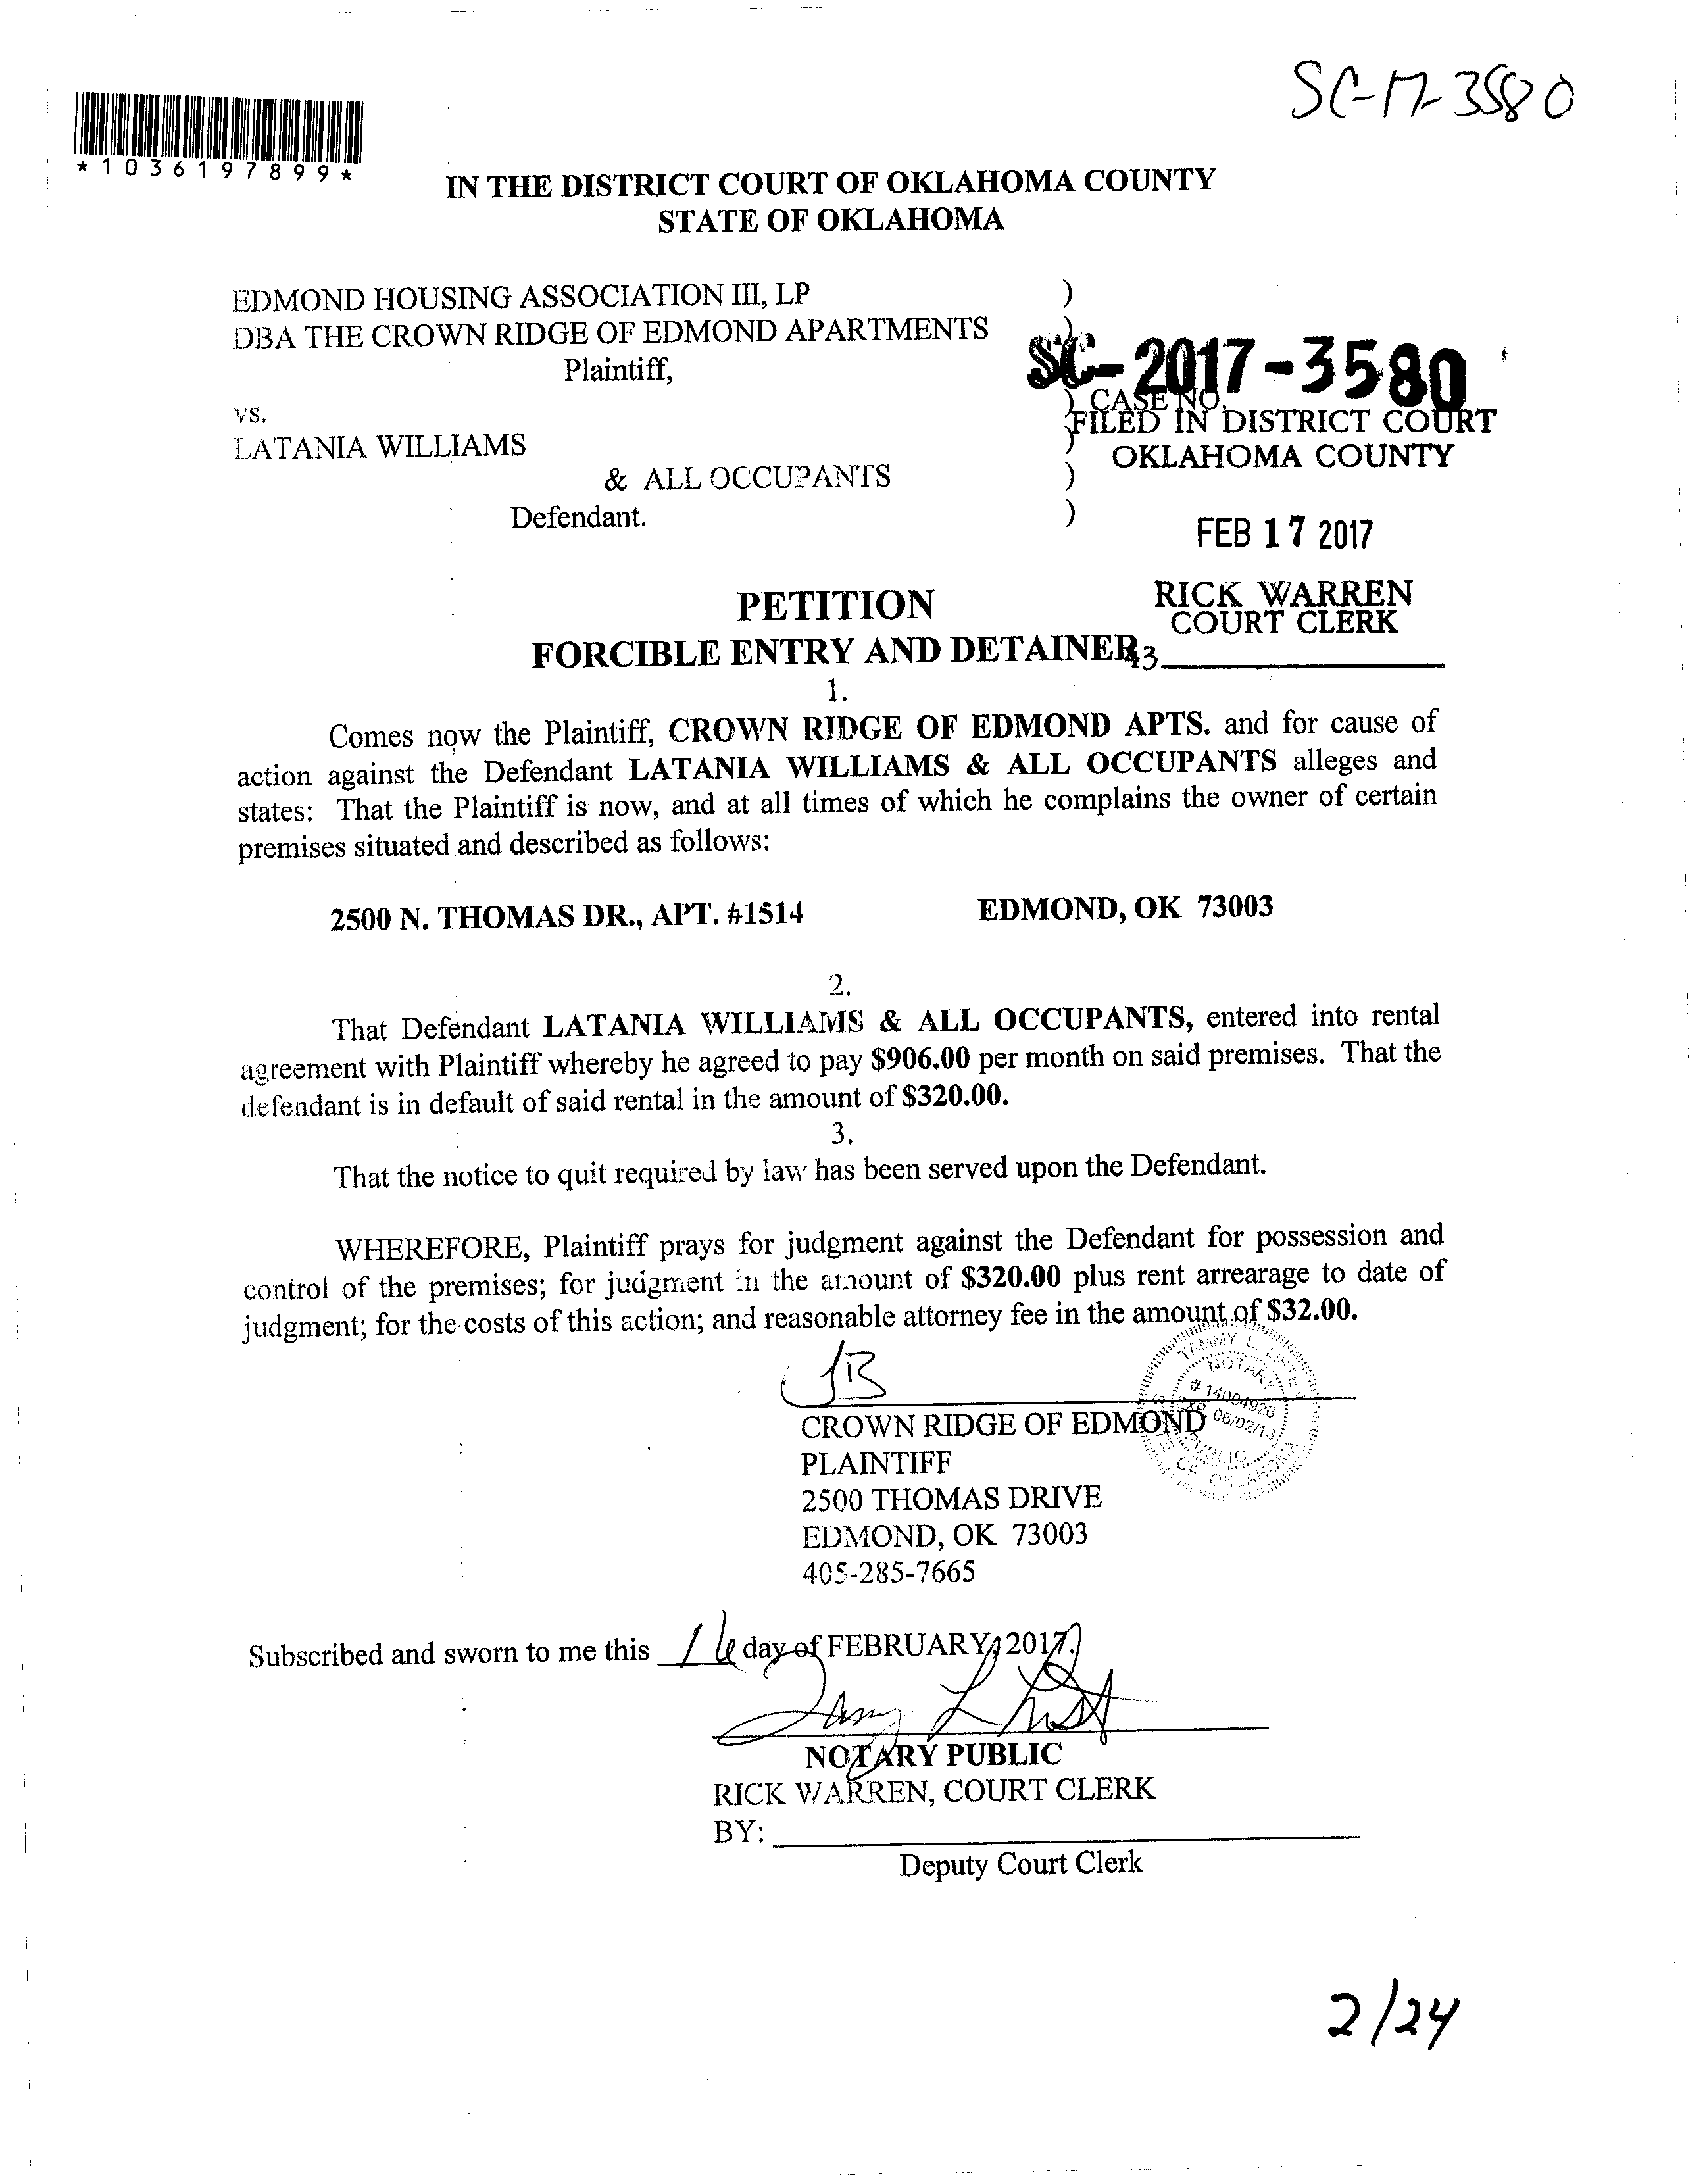 SC-17-3580
*1036197899*
IN THE DISTRICT COURT OF OKLAHOMA COUNTY
STATE OF OKLAHOMA
EDMOND HOUSING ASSOCIATION III, LP )
DBA THE CROWN RIDGE OF EDMOND APARTMENTS )
Plaintiff,
SC-2017-3580
) CASE NO.
vs.
FILED IN DISTRICT COURT
)
LATANIA WILLIAMS
OKLAHOMA COUNTY
& ALL OCCUPANTS )
Defendant. )
FEB 17 2017
RICK WARREN
COURT CLERK
PETITION
FORCIBLE ENTRY AND DETAINER
43
1.
Comes now the Plaintiff, CROWN RIDGE OF EDMOND APTS. and for cause of
action against the Defendant LATANIA WILLIAMS & ALL OCCUPANTS alleges and
states: That the Plaintiff is now, and at all times of which he complains the owner of certain
premises situated and described as follows:
2500 N. THOMAS DR., APT. #1514 EDMOND, OK 73003
2.
That Defendant LATANIA WILLIAMS & ALL OCCUPANTS, entered into rental
agreement with Plaintiff whereby he agreed to pay $906.00 per month on said premises. That the
defendant is in default of said rental in the amount of $320.00.
3.
That the notice to quit required by law has been served upon the Defendant.
WHEREFORE, Plaintiff prays for judgment against the Defendant for possession and
control of the premises; for judgment in the amount of $320.00 plus rent arrearage to date of
judgment; for the costs of this action; and reasonable attorney fee in the amount of $32.00.
JB
TAMMY L.
NOTARY
# 14004926
EXP 06/02/18
PUBLIC
OF OKLAHOMA
CROWN RIDGE OF EDMOND
PLAINTIFF
2500 THOMAS DRIVE
EDMOND, OK 73003
405-285-7665
Subscribed and sworn to me this 16 day of FEBRUARY, 2017.
NOTARY PUBLIC
RICK WARREN, COURT CLERK
BY:
Deputy Court Clerk
2/24